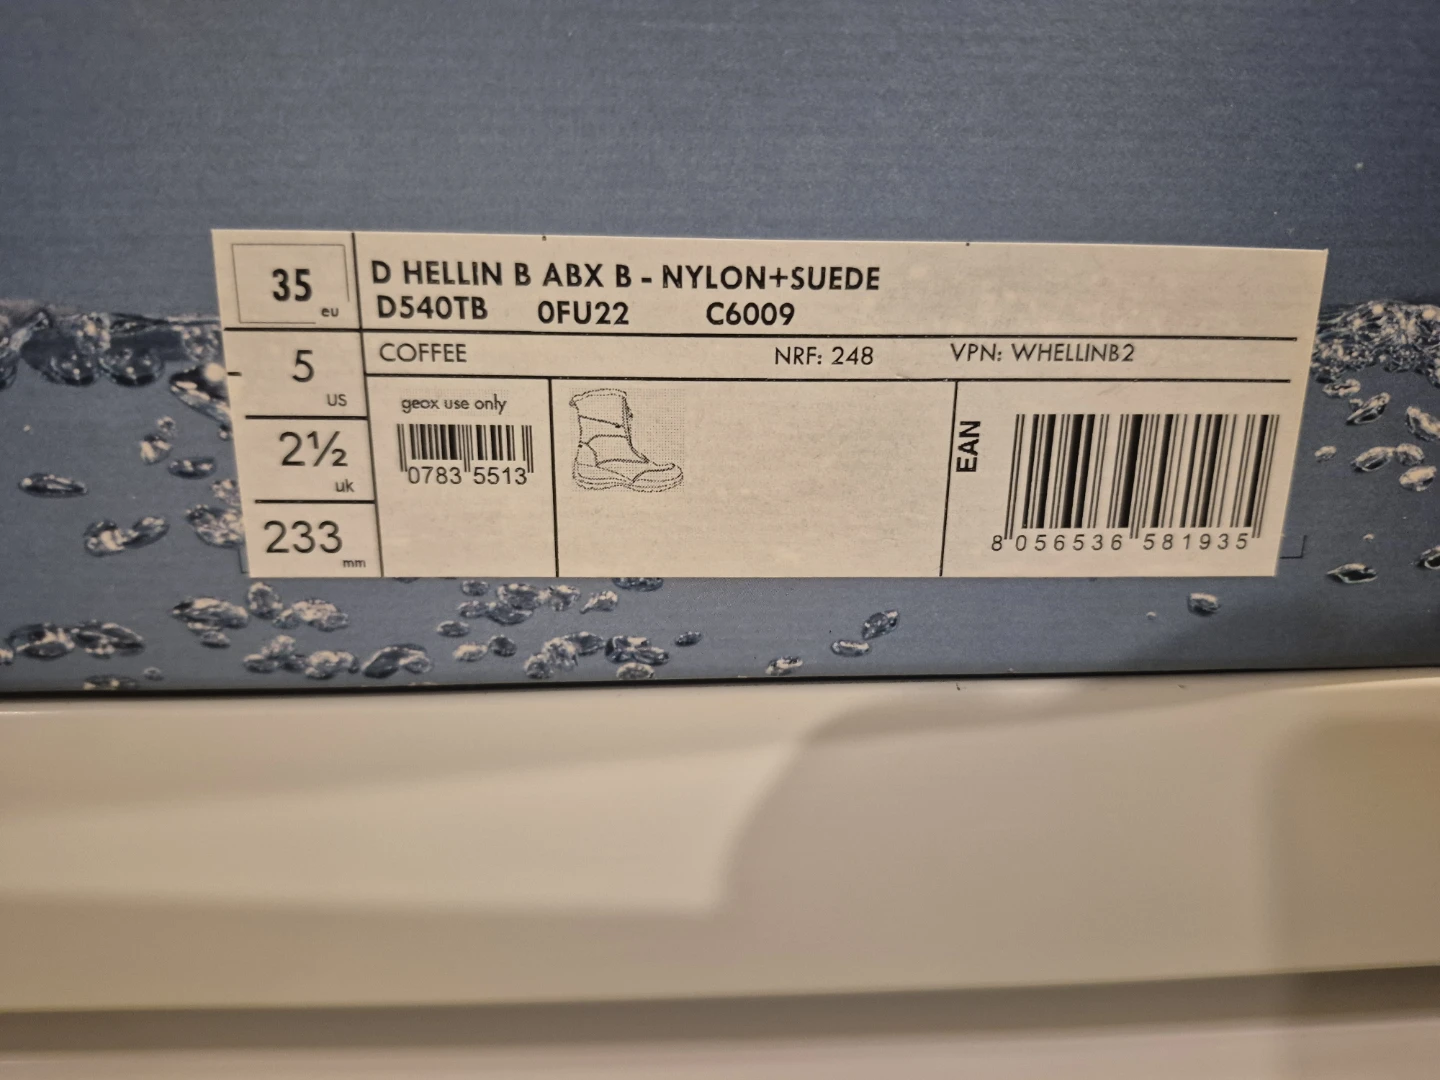 35 eu
D HELLIN B ABX B - NYLON+SUEDE
D540TB 0FU22 C6009
5 US
COFFEE NRF: 248 VPN: WHELLINB2
2½ uk
geox use only
0783 5513
EAN
8 056536 581935
233 mm